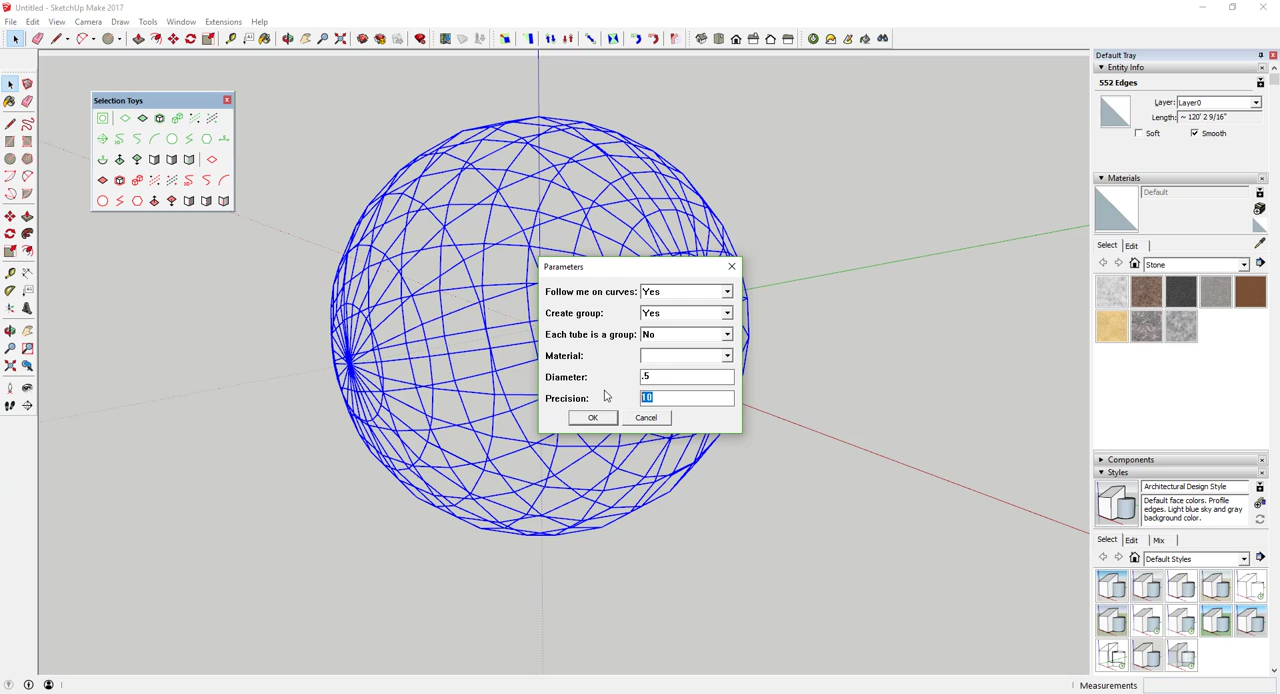 Untitled - SketchUp Make 2017
File Edit View Camera Draw Tools Window Extensions Help
Default Tray
Entity Info
552 Edges
Layer: Layer0
Length: ~ 120' 2 9/16"
Soft Smooth
Selection Toys
Materials
Default
Select Edit
Stone
Parameters
Follow me on curves: Yes
Create group: Yes
Each tube is a group: No
Material:
Diameter: .5
Precision: 10
OK Cancel
Components
Styles
Architectural Design Style
Default face colors. Profile
edges. Light blue sky and gray
background color.
Select Edit Mix
Default Styles
Measurements